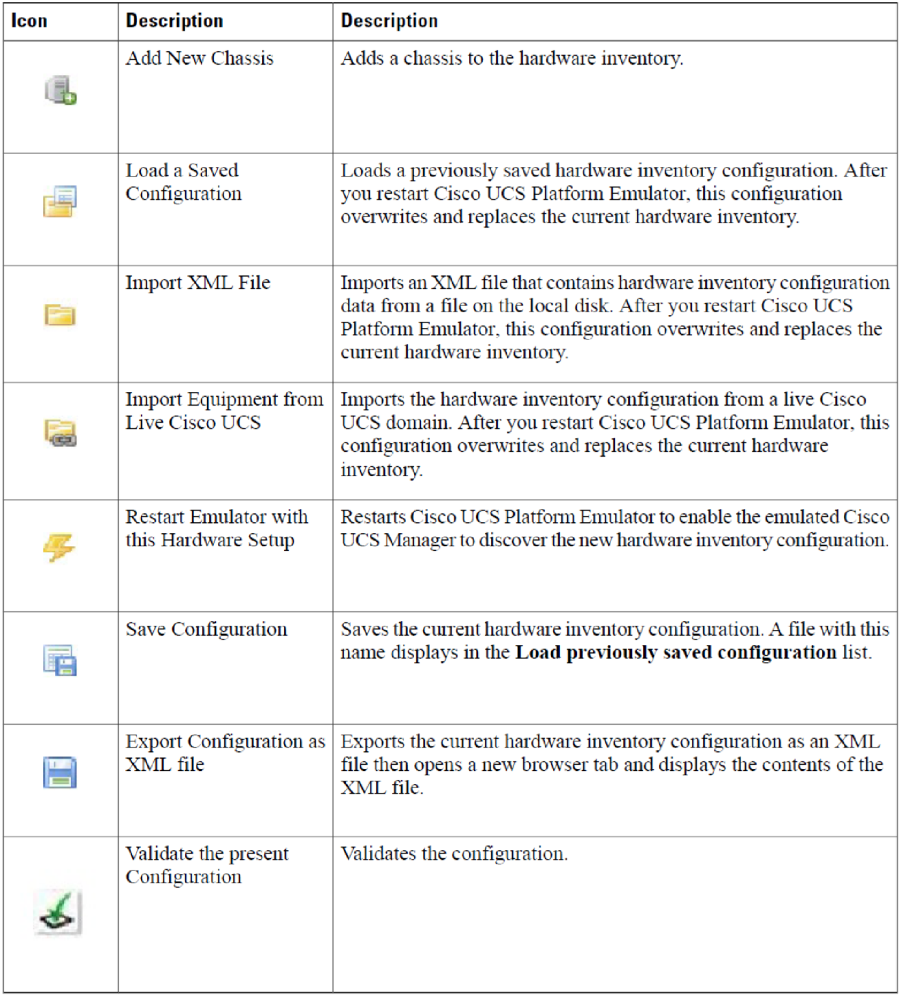 Icon Description Description
Add New Chassis Adds a chassis to the hardware inventory.
Load a Saved
Configuration
Loads a previously saved hardware inventory configuration. After
you restart Cisco UCS Platform Emulator, this configuration
overwrites and replaces the current hardware inventory.
Import XML File
Imports an XML file that contains hardware inventory configuration
data from a file on the local disk. After you restart Cisco UCS
Platform Emulator, this configuration overwrites and replaces the
current hardware inventory.
Import Equipment from
Live Cisco UCS
Imports the hardware inventory configuration from a live Cisco
UCS domain. After you restart Cisco UCS Platform Emulator, this
configuration overwrites and replaces the current hardware
inventory.
Restart Emulator with
this Hardware Setup
Restarts Cisco UCS Platform Emulator to enable the emulated Cisco
UCS Manager to discover the new hardware inventory configuration.
Save Configuration
Saves the current hardware inventory configuration. A file with this
name displays in the Load previously saved configuration list.
Export Configuration as
XML file
Exports the current hardware inventory configuration as an XML
file then opens a new browser tab and displays the contents of the
XML file.
Validate the present
Configuration
Validates the configuration.